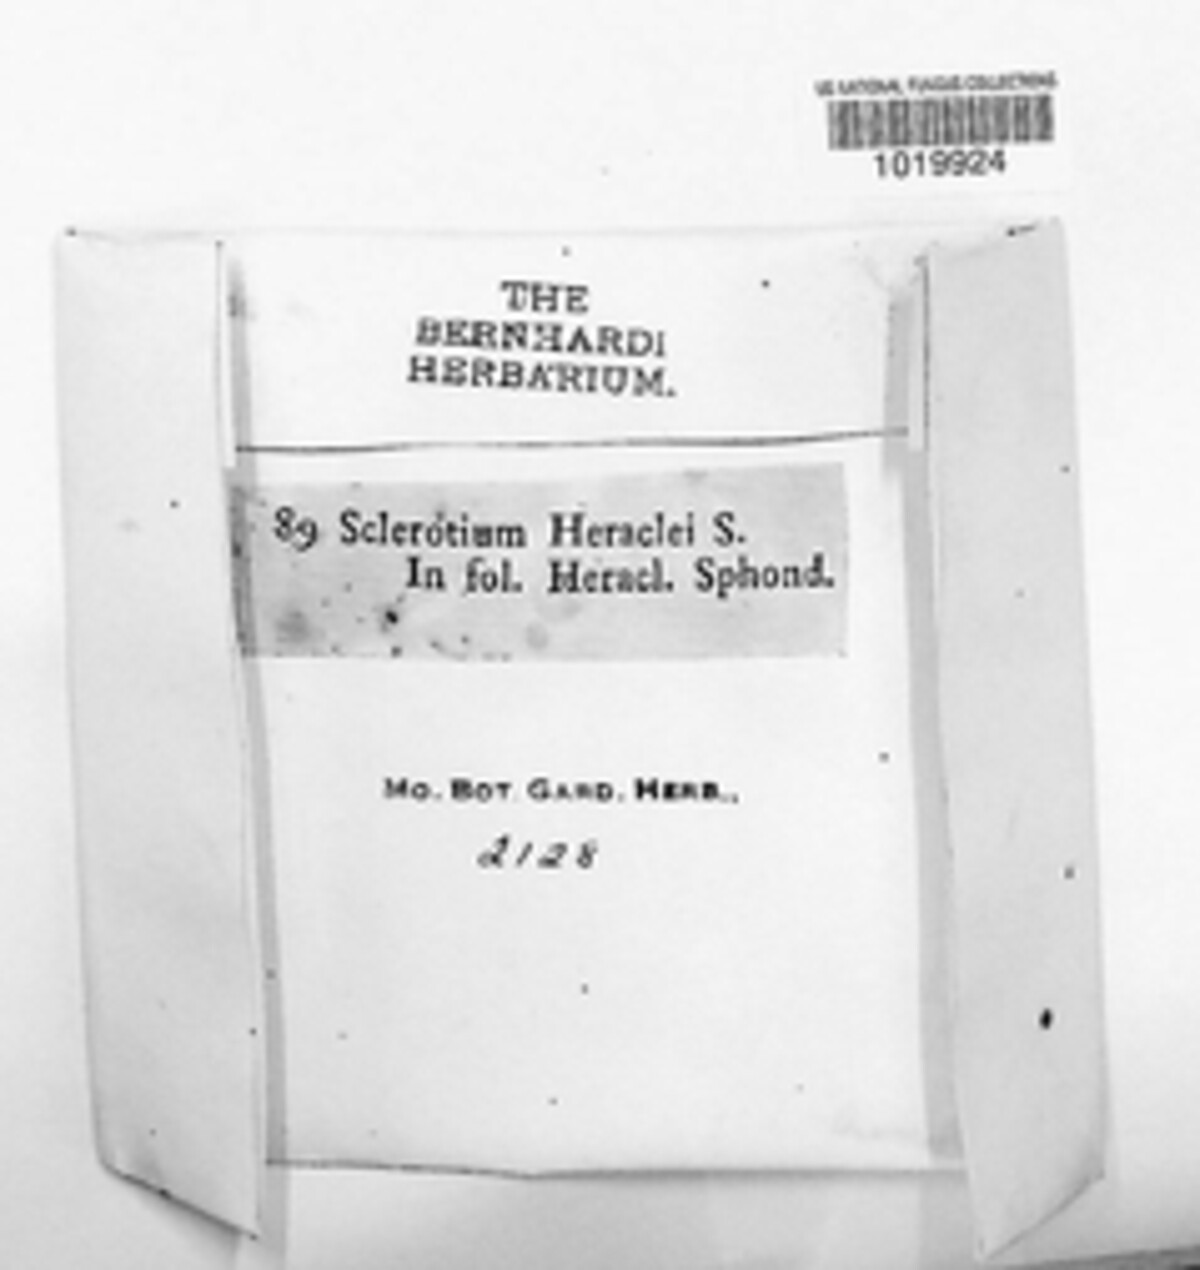 US NATIONAL FUNGUS COLLECTIONS
1019924
THE
BERNHARDI
HERBARIUM.
89 Sclerotium Heraclei S.
In fol. Heracl. Sphond.
MO. BOT. GARD. HERB.,
2128